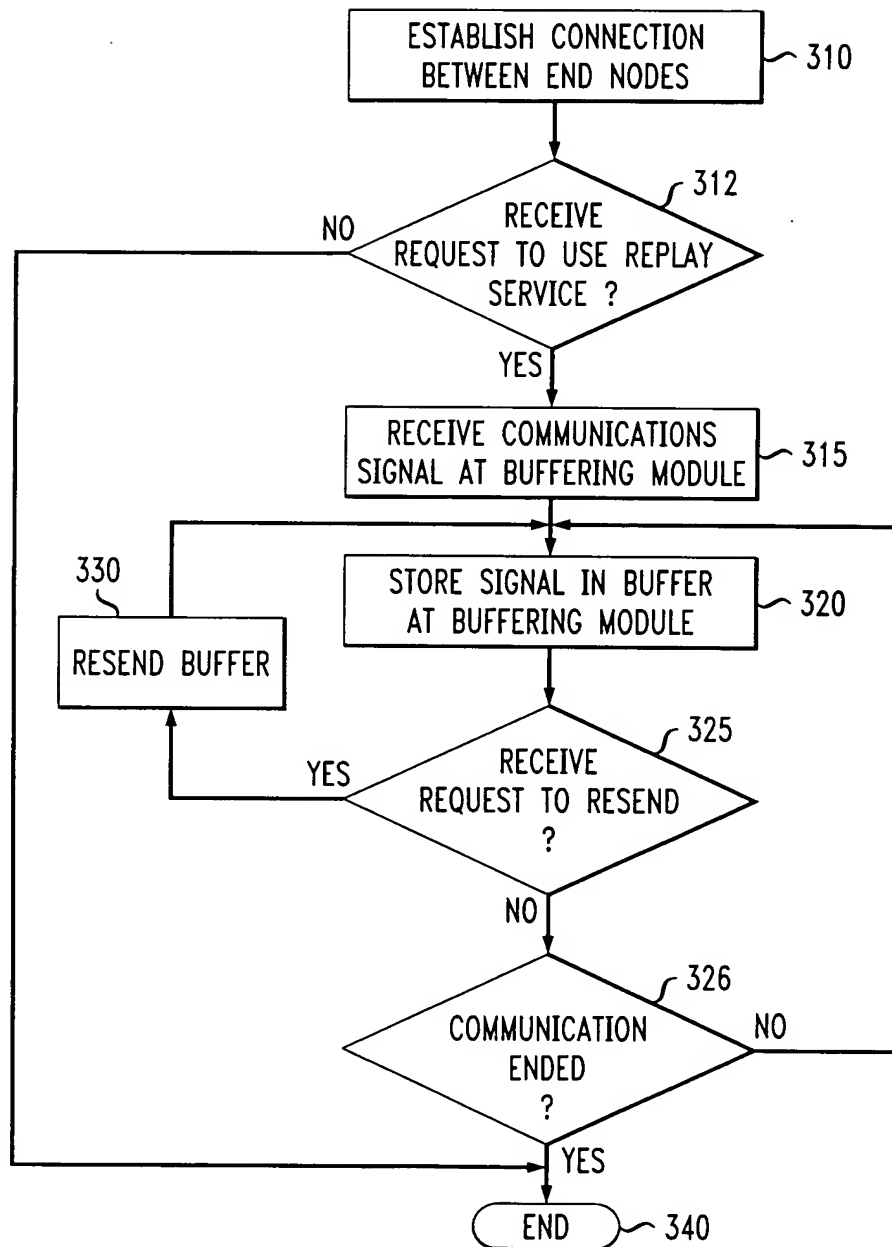 ESTABLISH CONNECTION
BETWEEN END NODES
310
312
NO
RECEIVE
REQUEST TO USE REPLAY
SERVICE ?
YES
RECEIVE COMMUNICATIONS
SIGNAL AT BUFFERING MODULE
315
330
STORE SIGNAL IN BUFFER
AT BUFFERING MODULE
320
RESEND BUFFER
325
YES
RECEIVE
REQUEST TO RESEND
?
NO
326
COMMUNICATION
ENDED
?
NO
YES
END
340